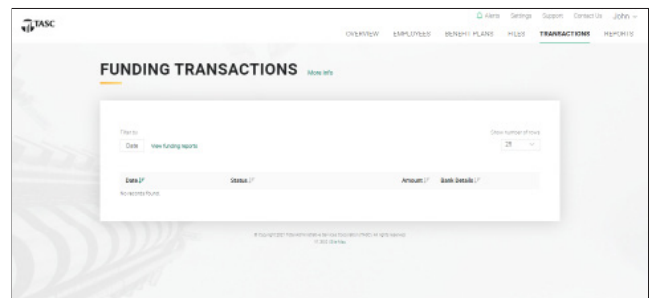 TASC
Alerts Settings Support Contact Us John
OVERVIEW EMPLOYEES BENEFIT PLANS FILES TRANSACTIONS REPORTS
FUNDING TRANSACTIONS More Info
Filter by
Show number of rows
Date View funding reports
25
Date Status Amount Bank Details
No records found.